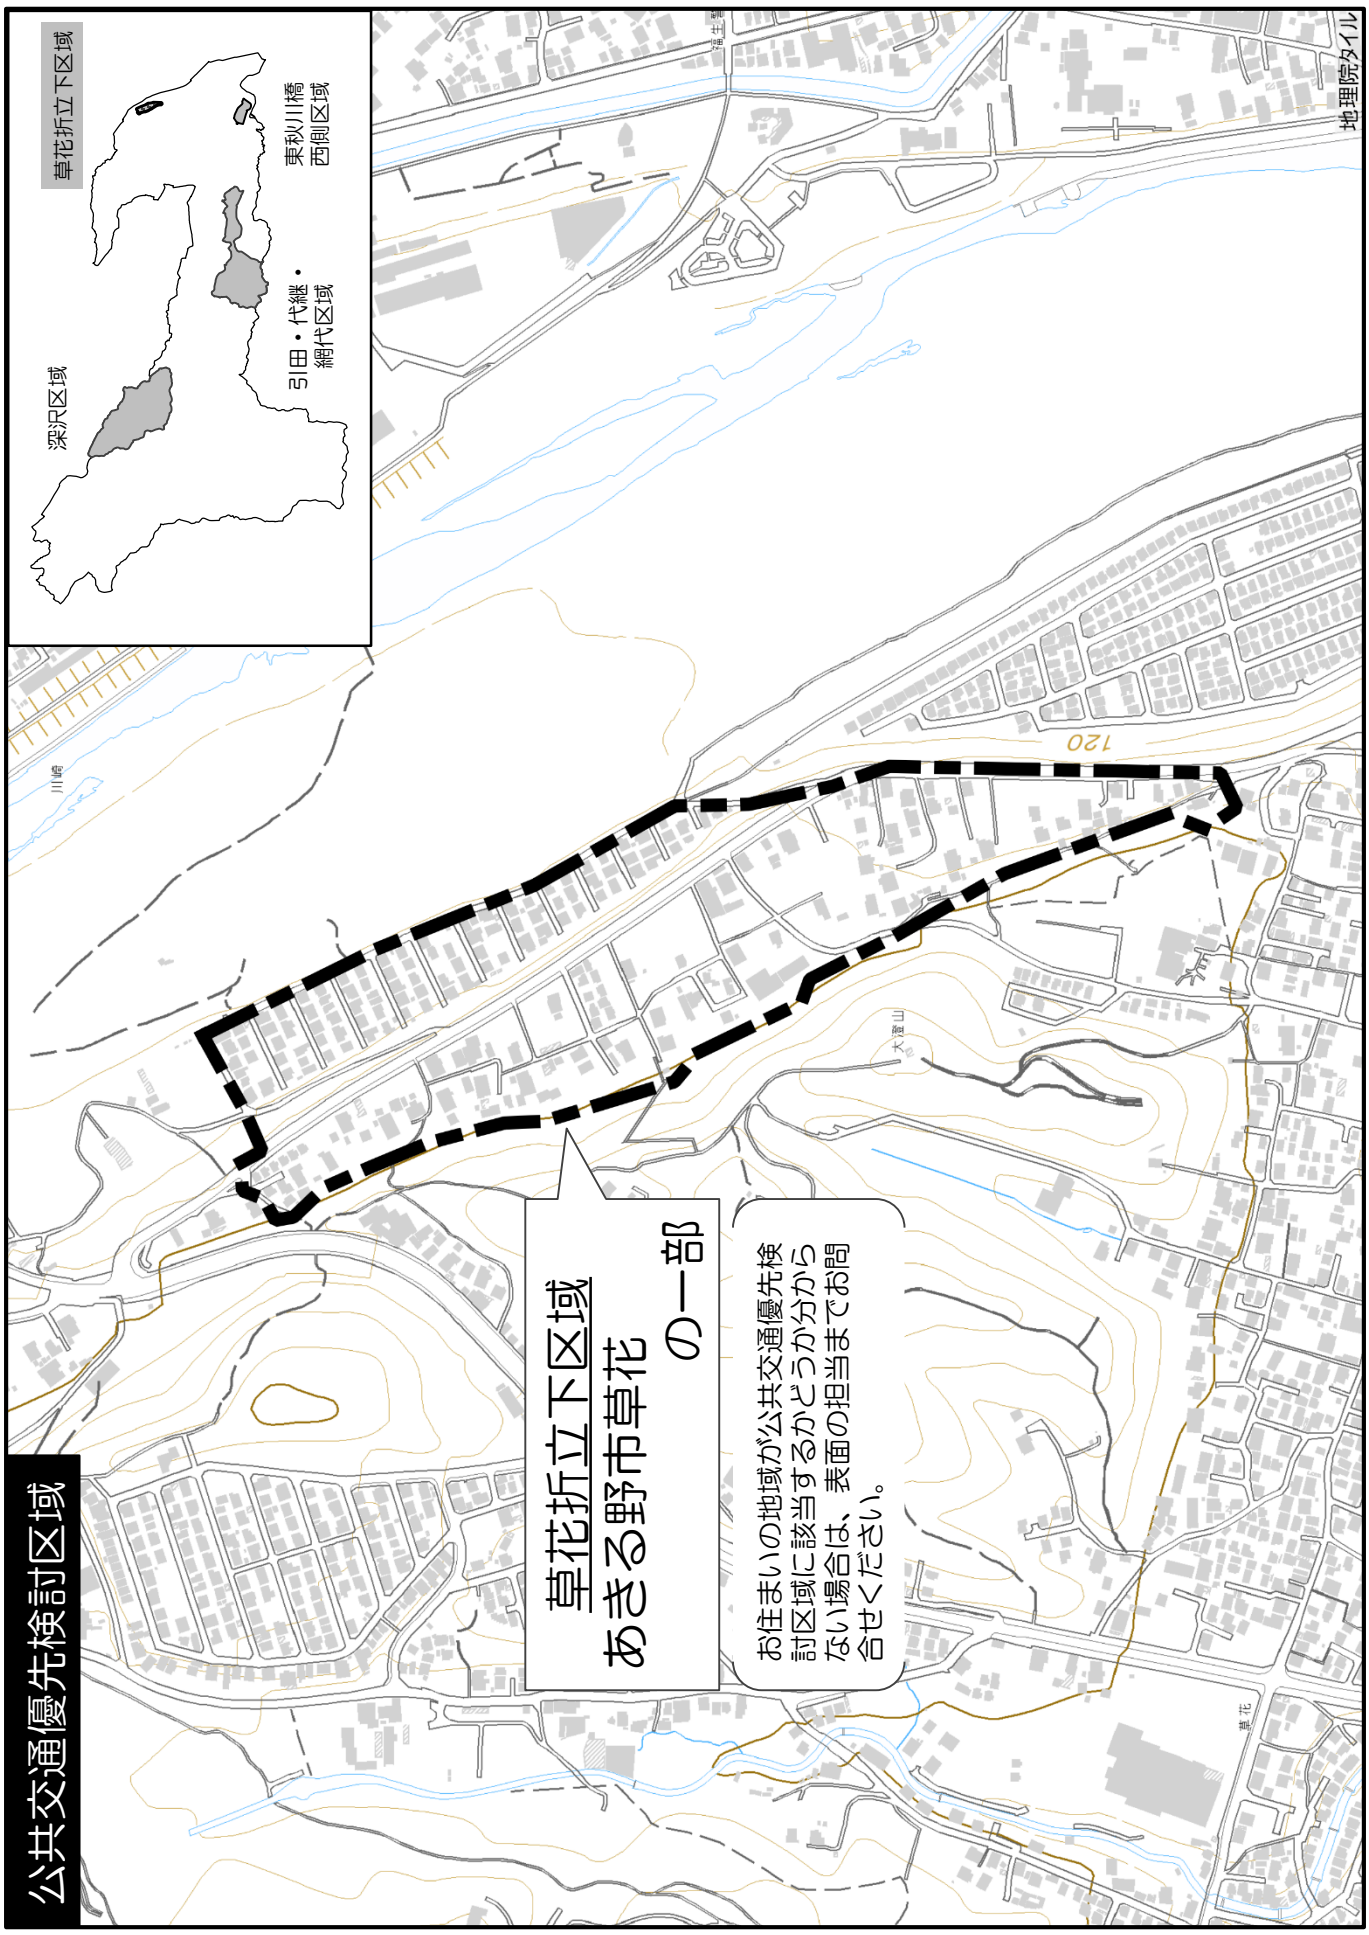 公共交通優先検討区域
深沢区域
草花折立下区域
引田・代継・
網代区域
東秋川橋
西側区域
川崎
120
大澄山
草花折立下区域
あきる野市草花
の一部
お住まいの地域が公共交通優先検
討区域に該当するかどうか分から
ない場合は、表面の担当までお問
合せください。
草花
地理院タイル